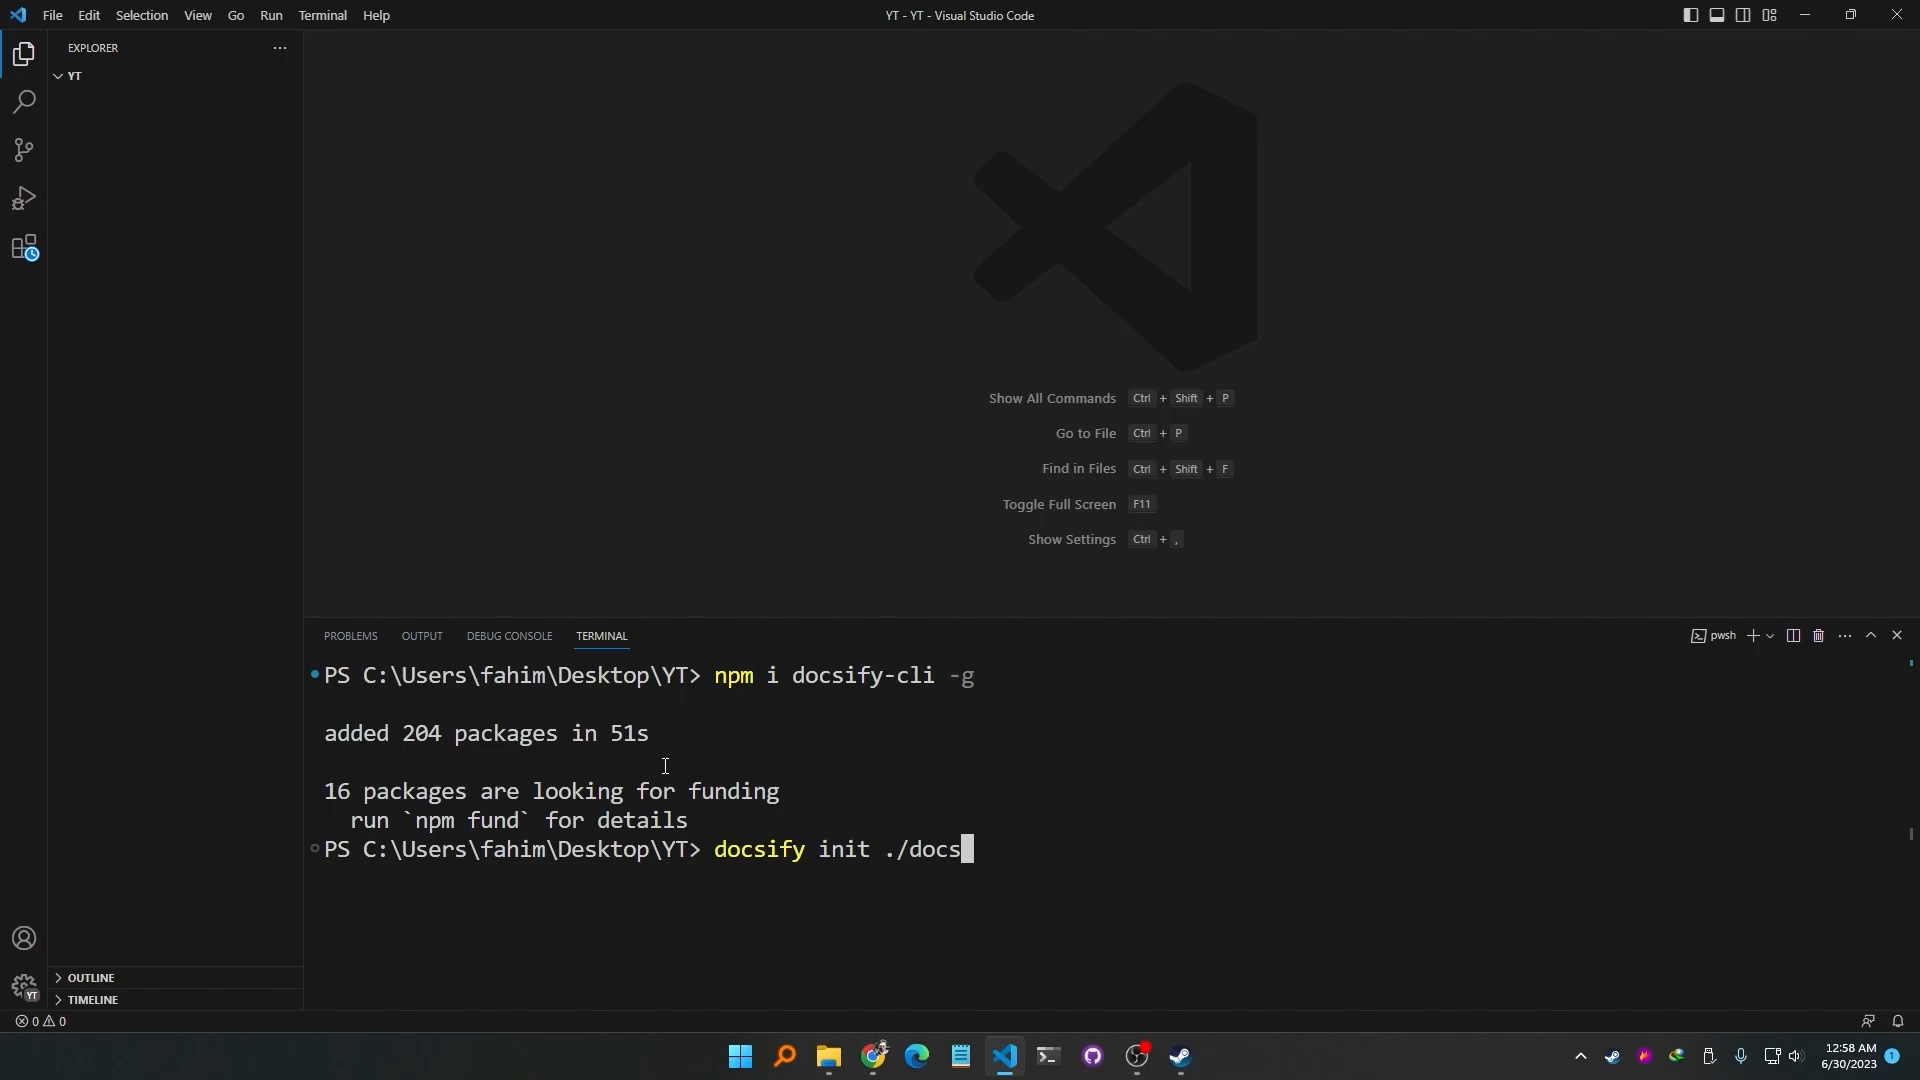 File Edit Selection View Go Run Terminal Help
YT - YT - Visual Studio Code
EXPLORER
YT
Show All Commands Ctrl + Shift + P
Go to File Ctrl + P
Find in Files Ctrl + Shift + F
Toggle Full Screen F11
Show Settings Ctrl + ,
PROBLEMS OUTPUT DEBUG CONSOLE TERMINAL
pwsh
PS C:\Users\fahim\Desktop\YT> npm i docsify-cli -g
added 204 packages in 51s
16 packages are looking for funding
run `npm fund` for details
PS C:\Users\fahim\Desktop\YT> docsify init ./docs
YT
OUTLINE
TIMELINE
0 0
12:58 AM
6/30/2023
1